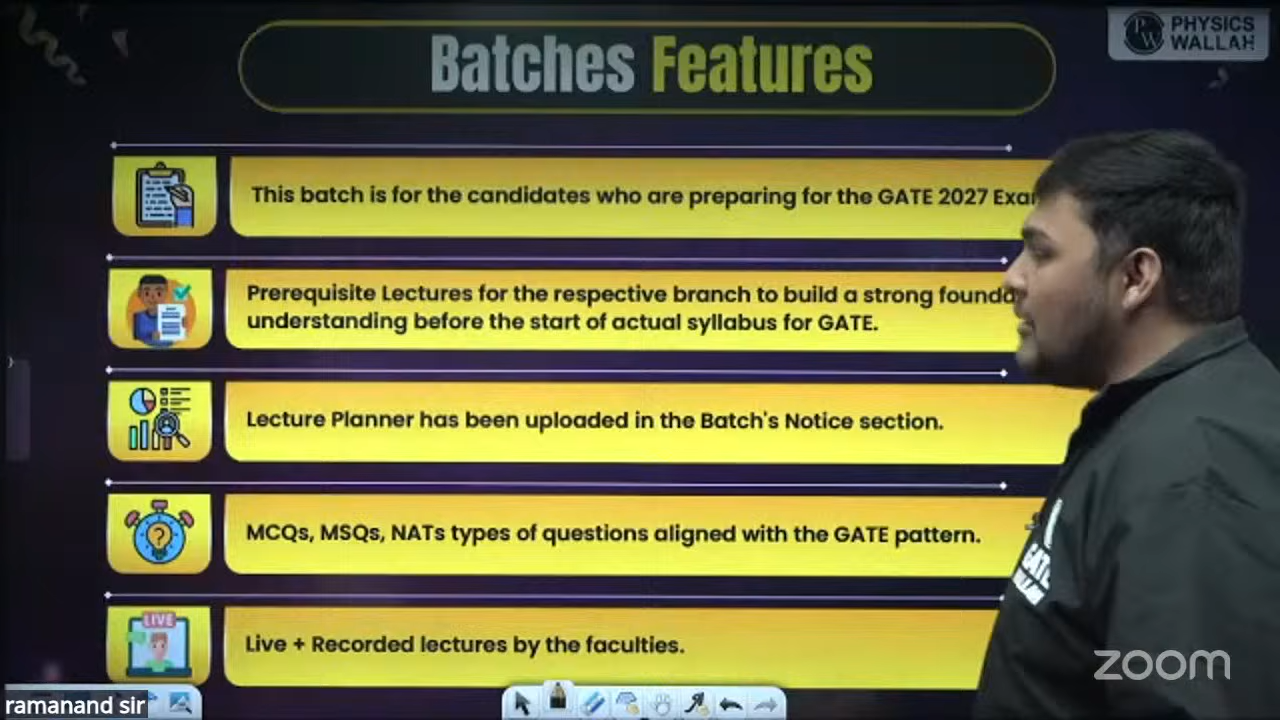 Batches Features
PHYSICS
WALLAH
This batch is for the candidates who are preparing for the GATE 2027
Prerequisite Lectures for the respective branch to build a strong
understanding before the start of actual syllabus for GATE.
Lecture Planner has been uploaded in the Batch's Notice section.
MCQs, MSQs, NATs types of questions aligned with the GATE pattern.
LIVE
Live + Recorded lectures by the faculties.
GATE
zoom
ramanand sir